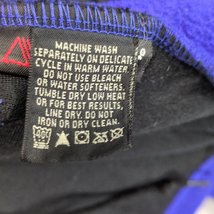 MACHINE WASH
SEPARATELY ON DELICATE
CYCLE IN WARM WATER.
DO NOT USE BLEACH
OR WATER SOFTENERS.
TUMBLE DRY LOW HEAT
OR FOR BEST RESULTS,
LINE DRY. DO NOT
IRON OR DRY CLEAN.
40°